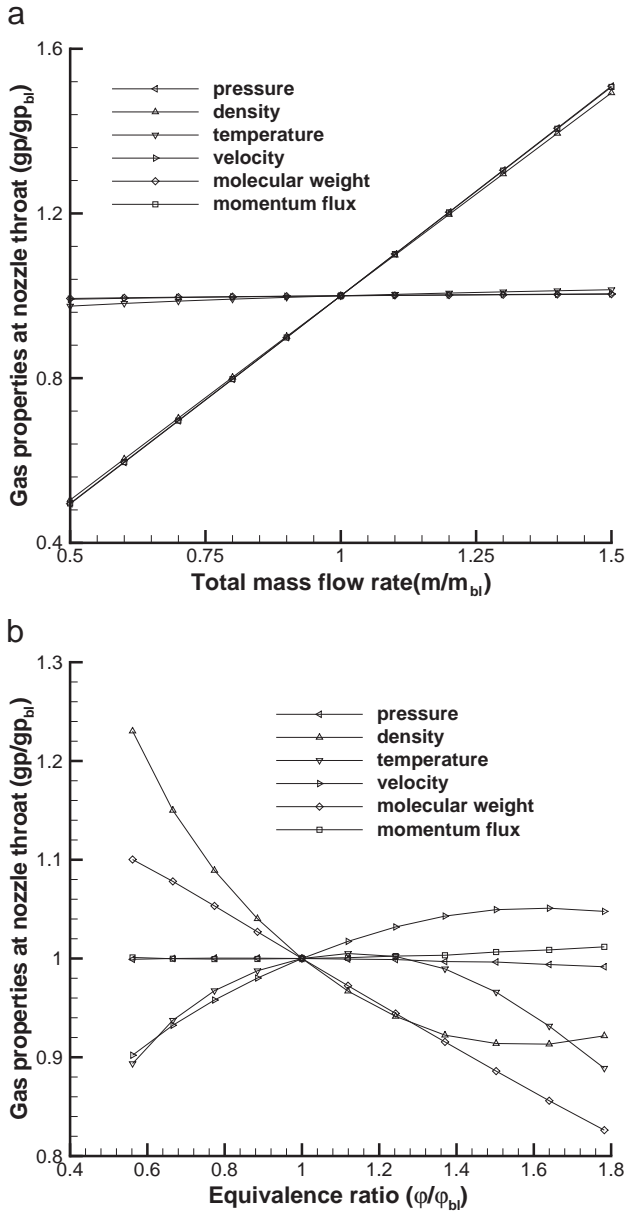 a
1.6
1.2
0.8
0.4
Gas properties at nozzle throat (gp/gp_bl)
pressure
density
temperature
velocity
molecular weight
momentum flux
0.5 0.75 1 1.25 1.5
Total mass flow rate(m/m_bl)
b
1.3
1.2
1.1
1
0.9
0.8
Gas properties at nozzle throat (gp/gp_bl)
pressure
density
temperature
velocity
molecular weight
momentum flux
0.4 0.6 0.8 1 1.2 1.4 1.6 1.8
Equivalence ratio (φ/φ_bl)